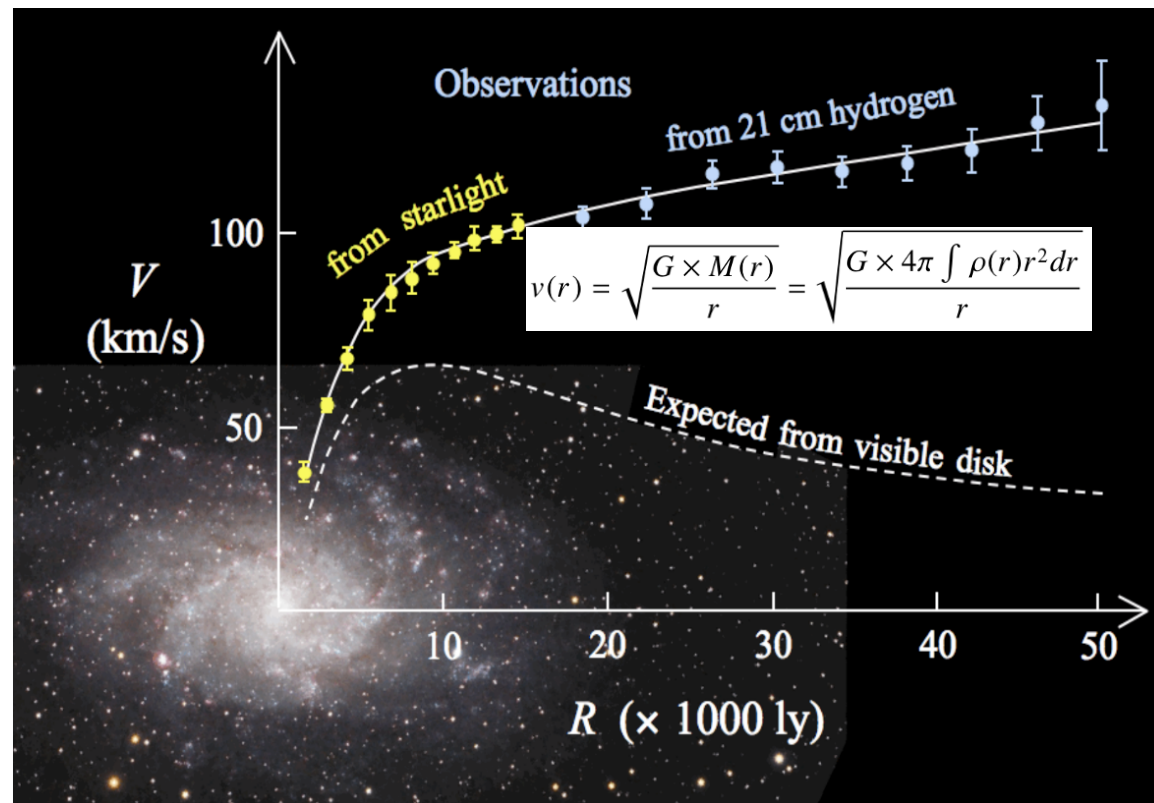 Observations
from 21 cm hydrogen
from starlight
100
V
(km/s)
v(r) = √(G × M(r) / r) = √(G × 4π ∫ ρ(r)r²dr / r)
50
Expected from visible disk
10 20 30 40 50
R (× 1000 ly)